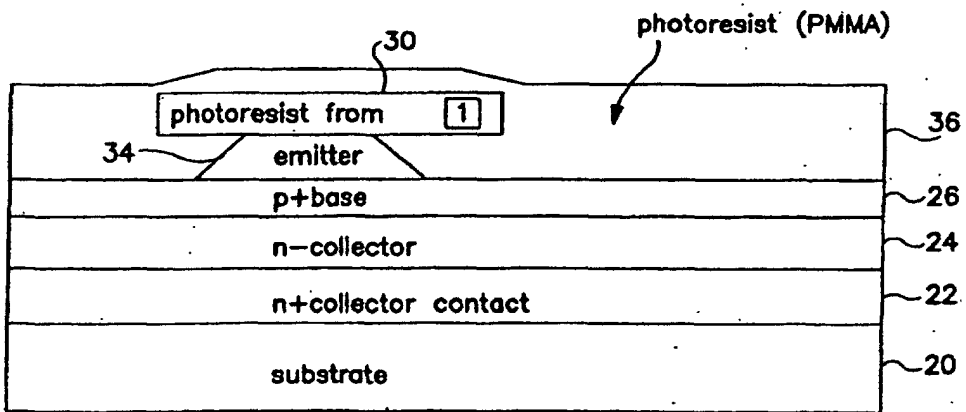 photoresist (PMMA)
30
photoresist from 1
36
34
emitter
p+base
26
n-collector
24
n+collector contact
22
substrate
20